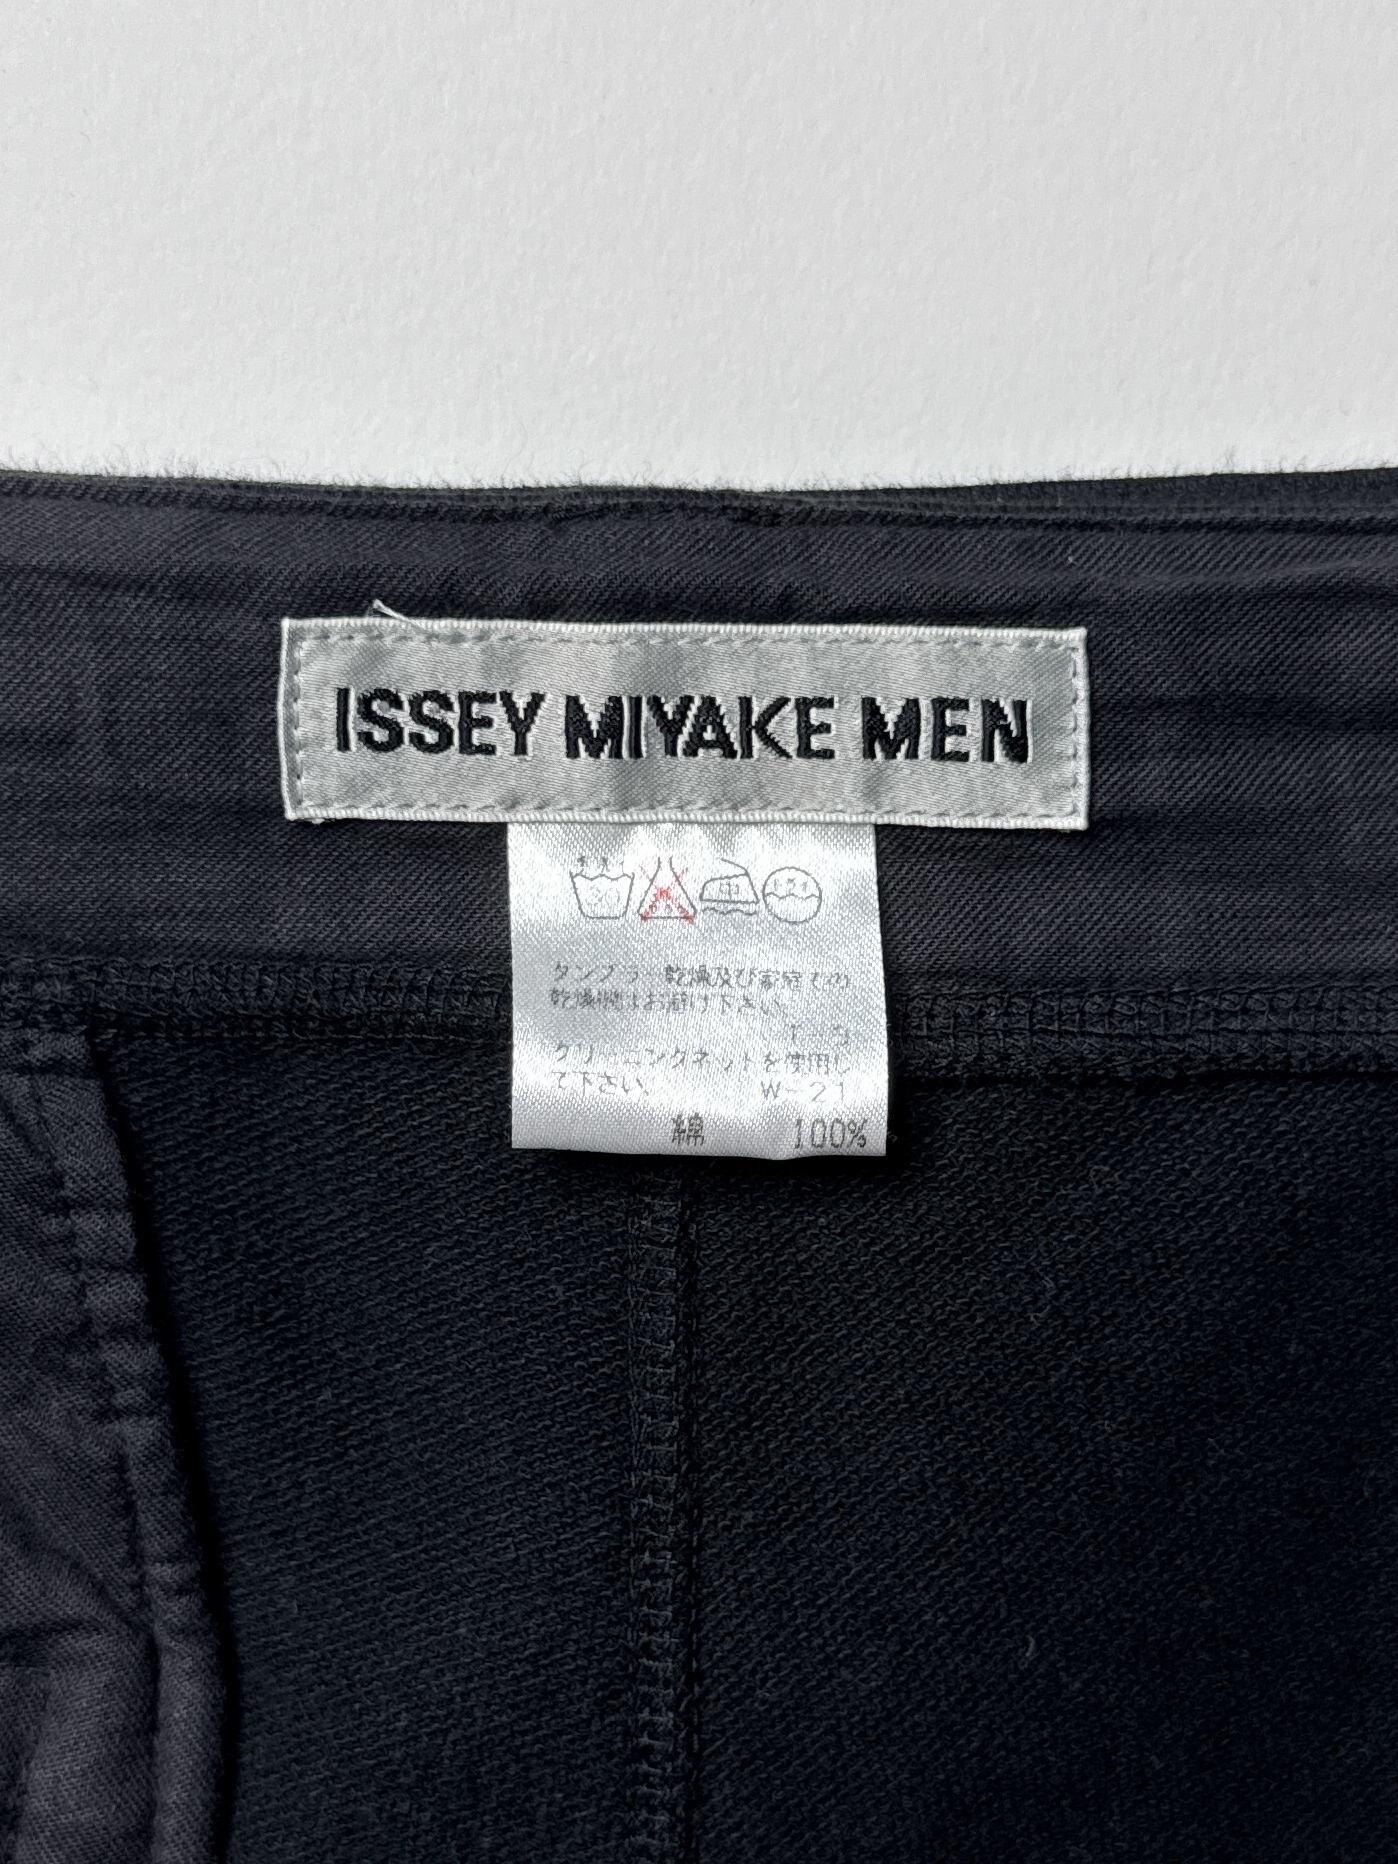 ISSEY MIYAKE MEN
タンブラー乾燥及び家庭での
乾燥機はお避け下さい。
T-3
クリーニングネットを使用し
て下さい。 W-21
綿 100%